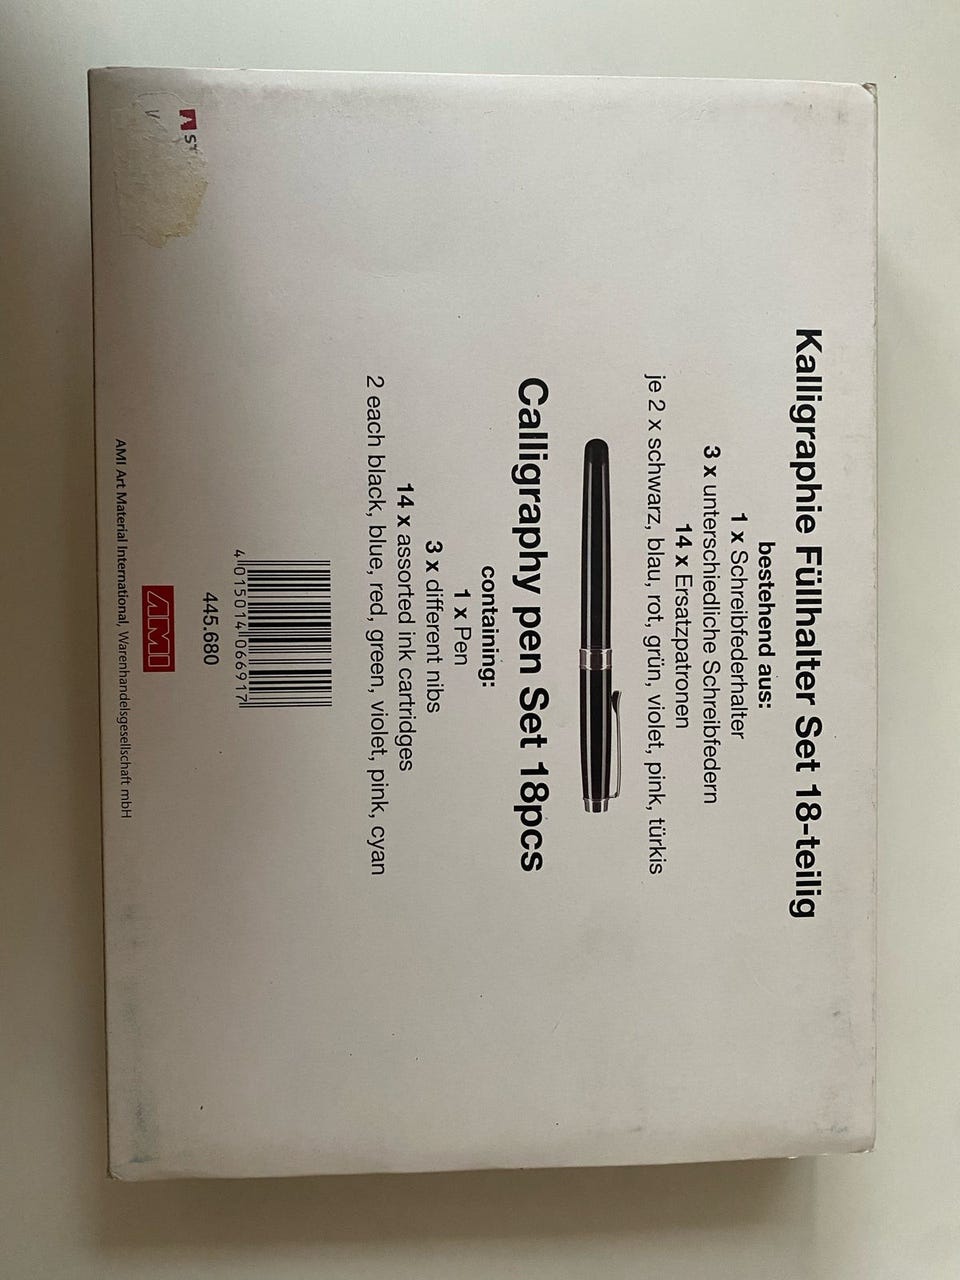 Kalligraphie Füllhalter Set 18-teilig
bestehend aus:
1 x Schreibfederhalter
3 x unterschiedliche Schreibfedern
14 x Ersatzpatronen
je 2 x schwarz, blau, rot, grün, violet, pink, türkis
Calligraphy pen Set 18pcs
containing:
1 x Pen
3 x different nibs
14 x assorted ink cartridges
2 each black, blue, red, green, violet, pink, cyan
4 015014 066917
445.680
AMI
AMI Art Material International, Warenhandelsgesellschaft mbH